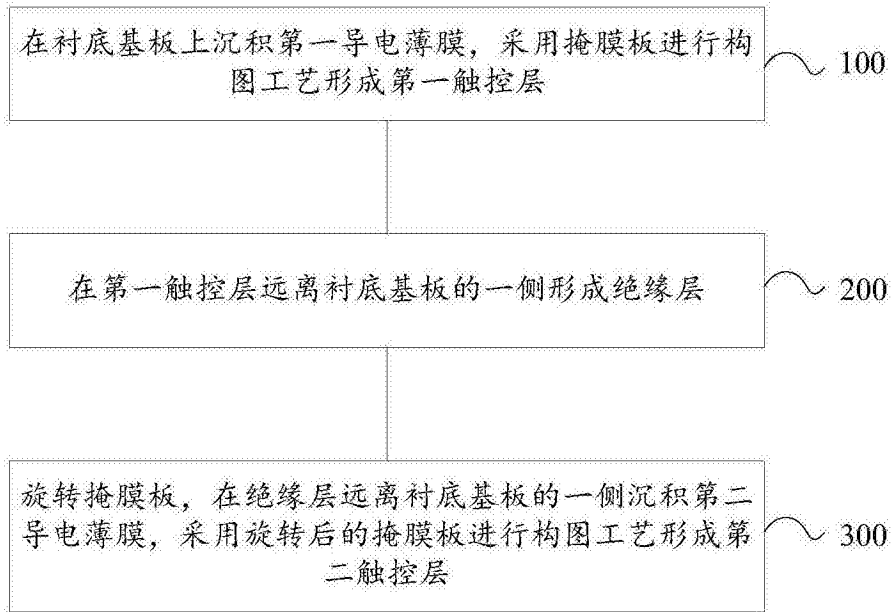 在衬底基板上沉积第一导电薄膜，采用掩膜板进行构
图工艺形成第一触控层
100
在第一触控层远离衬底基板的一侧形成绝缘层
200
旋转掩膜板，在绝缘层远离衬底基板的一侧沉积第二
导电薄膜，采用旋转后的掩膜板进行构图工艺形成第
二触控层
300